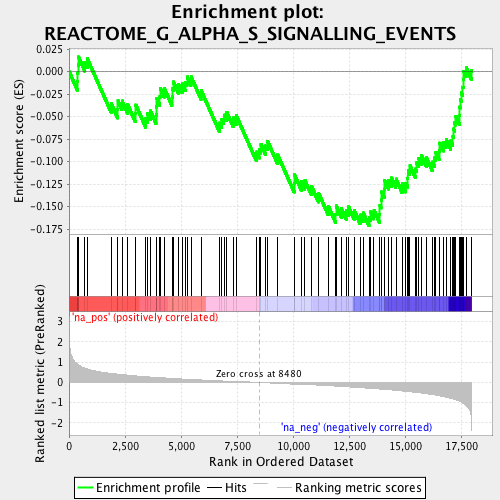 Enrichment plot:
REACTOME_G_ALPHA_S_SIGNALLING_EVENTS
Enrichment score (ES)
0.025
0.000
-0.025
-0.050
-0.075
-0.100
-0.125
-0.150
-0.175
'na_pos' (positively correlated)
Ranked list metric (PreRanked)
3
2
1
0
-1
-2
Zero cross at 8480
'na_neg' (negatively correlated)
0
2,500
5,000
7,500
10,000
12,500
15,000
17,500
Rank in Ordered Dataset
Enrichment profile
Hits
Ranking metric scores